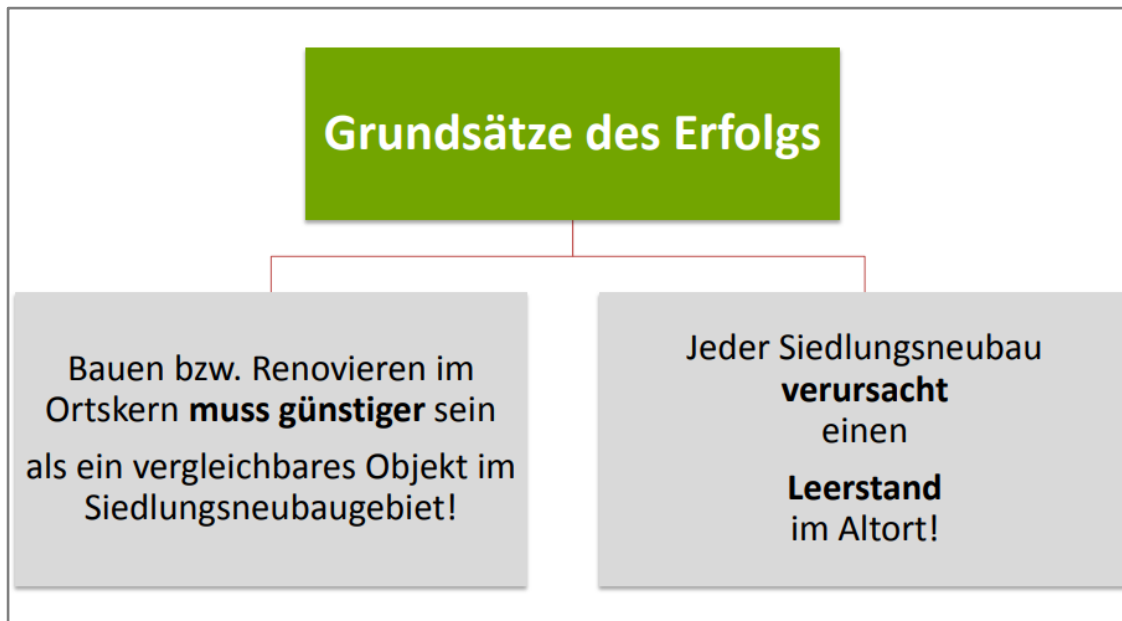 Grundsätze des Erfolgs
Bauen bzw. Renovieren im
Ortskern muss günstiger sein
als ein vergleichbares Objekt im
Siedlungsneubaugebiet!
Jeder Siedlungsneubau
verursacht
einen
Leerstand
im Altort!